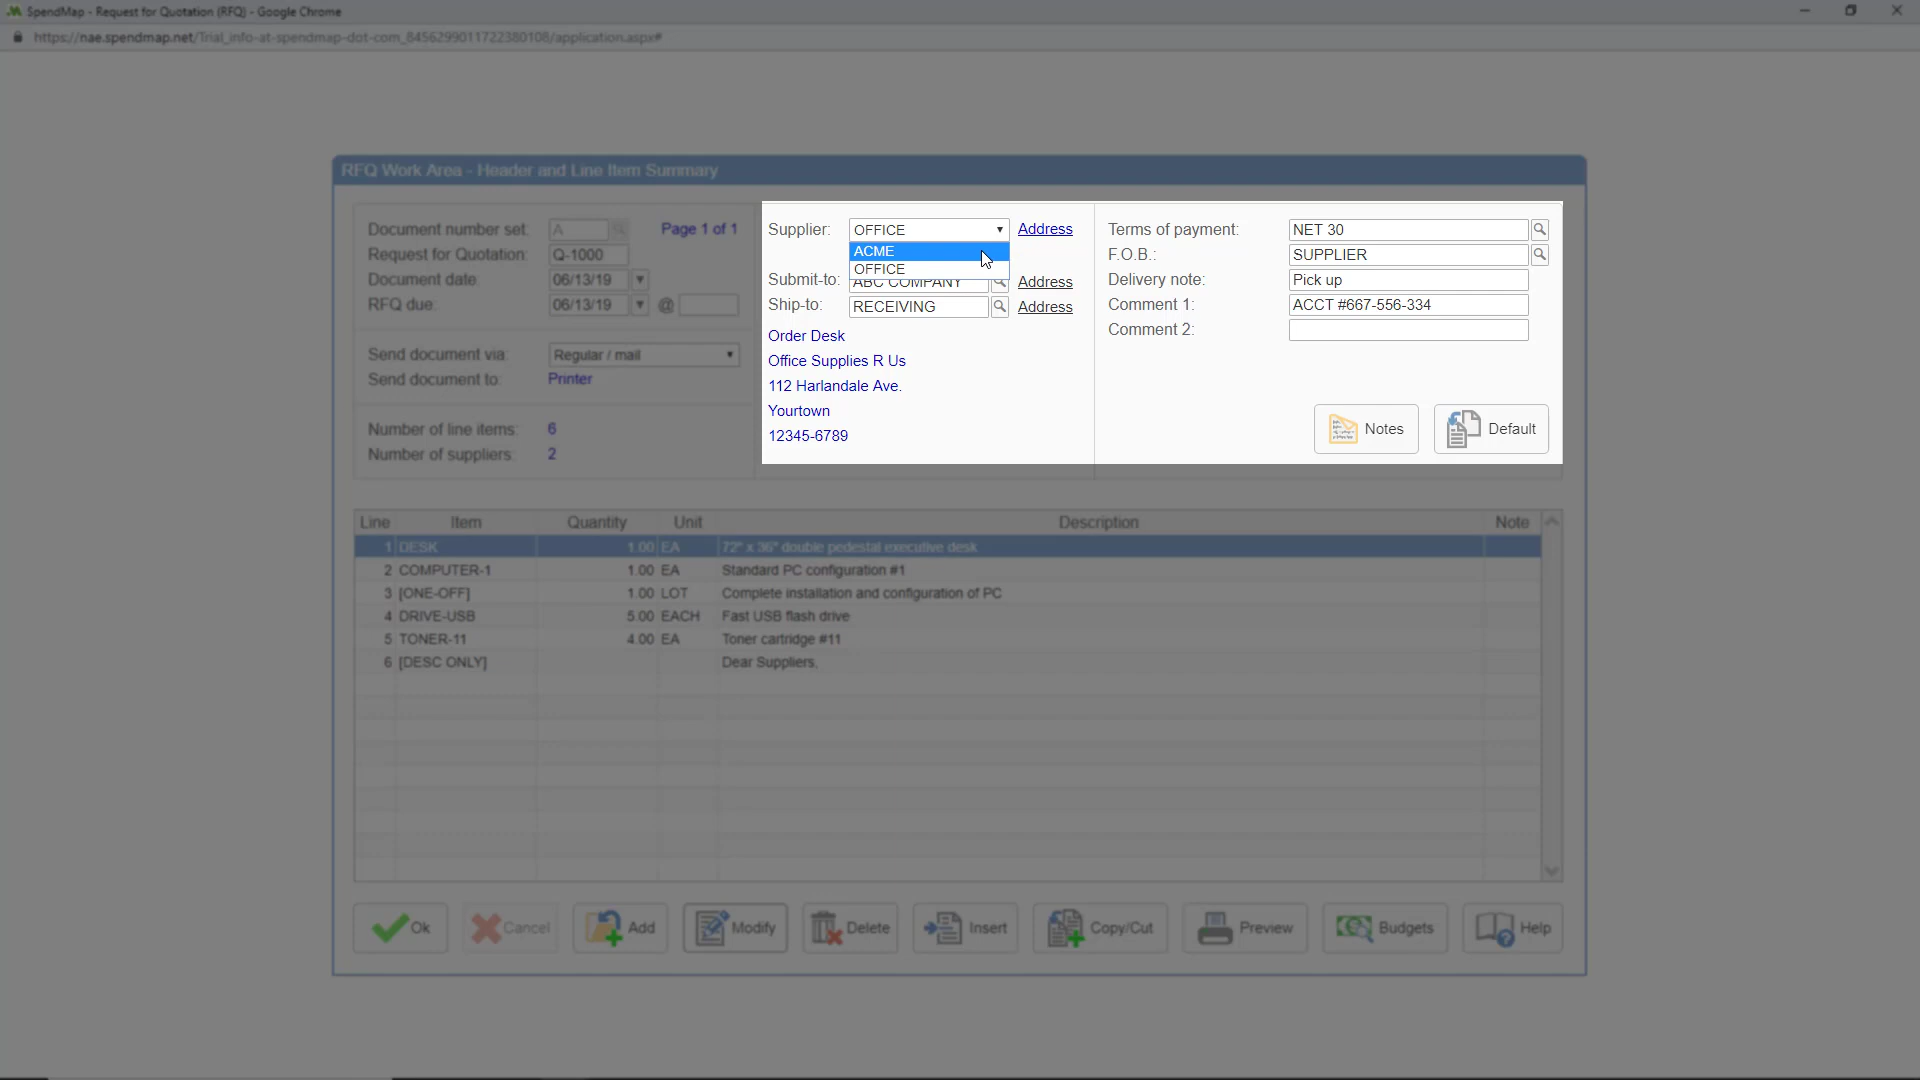 SpendMap - Request for Quotation (RFQ) - Google Chrome
https://nae.spendmap.net/Trial_info-at-spendmap-dot-com_8456299011722380108/application.aspx#
RFQ Work Area - Header and Line Item Summary
Document number set: A Page 1 of 1
Request for Quotation: Q-1000
Document date: 06/13/19
RFQ due: 06/13/19 @
Send document via: Regular / mail
Send document to: Printer
Number of line items: 6
Number of suppliers: 2
Supplier: OFFICE Address
ACME
OFFICE
Submit-to: ABC COMPANY Address
Ship-to: RECEIVING Address
Order Desk
Office Supplies R Us
112 Harlandale Ave.
Yourtown
12345-6789
Terms of payment: NET 30
F.O.B.: SUPPLIER
Delivery note: Pick up
Comment 1: ACCT #667-556-334
Comment 2:
Notes Default
Line Item Quantity Unit Description Note
1 DESK 1.00 EA 72" x 36" double pedestal executive desk
2 COMPUTER-1 1.00 EA Standard PC configuration #1
3 [ONE-OFF] 1.00 LOT Complete installation and configuration of PC
4 DRIVE-USB 5.00 EACH Fast USB flash drive
5 TONER-11 4.00 EA Toner cartridge #11
6 [DESC ONLY] Dear Suppliers,
Ok Cancel Add Modify Delete Insert Copy/Cut Preview Budgets Help